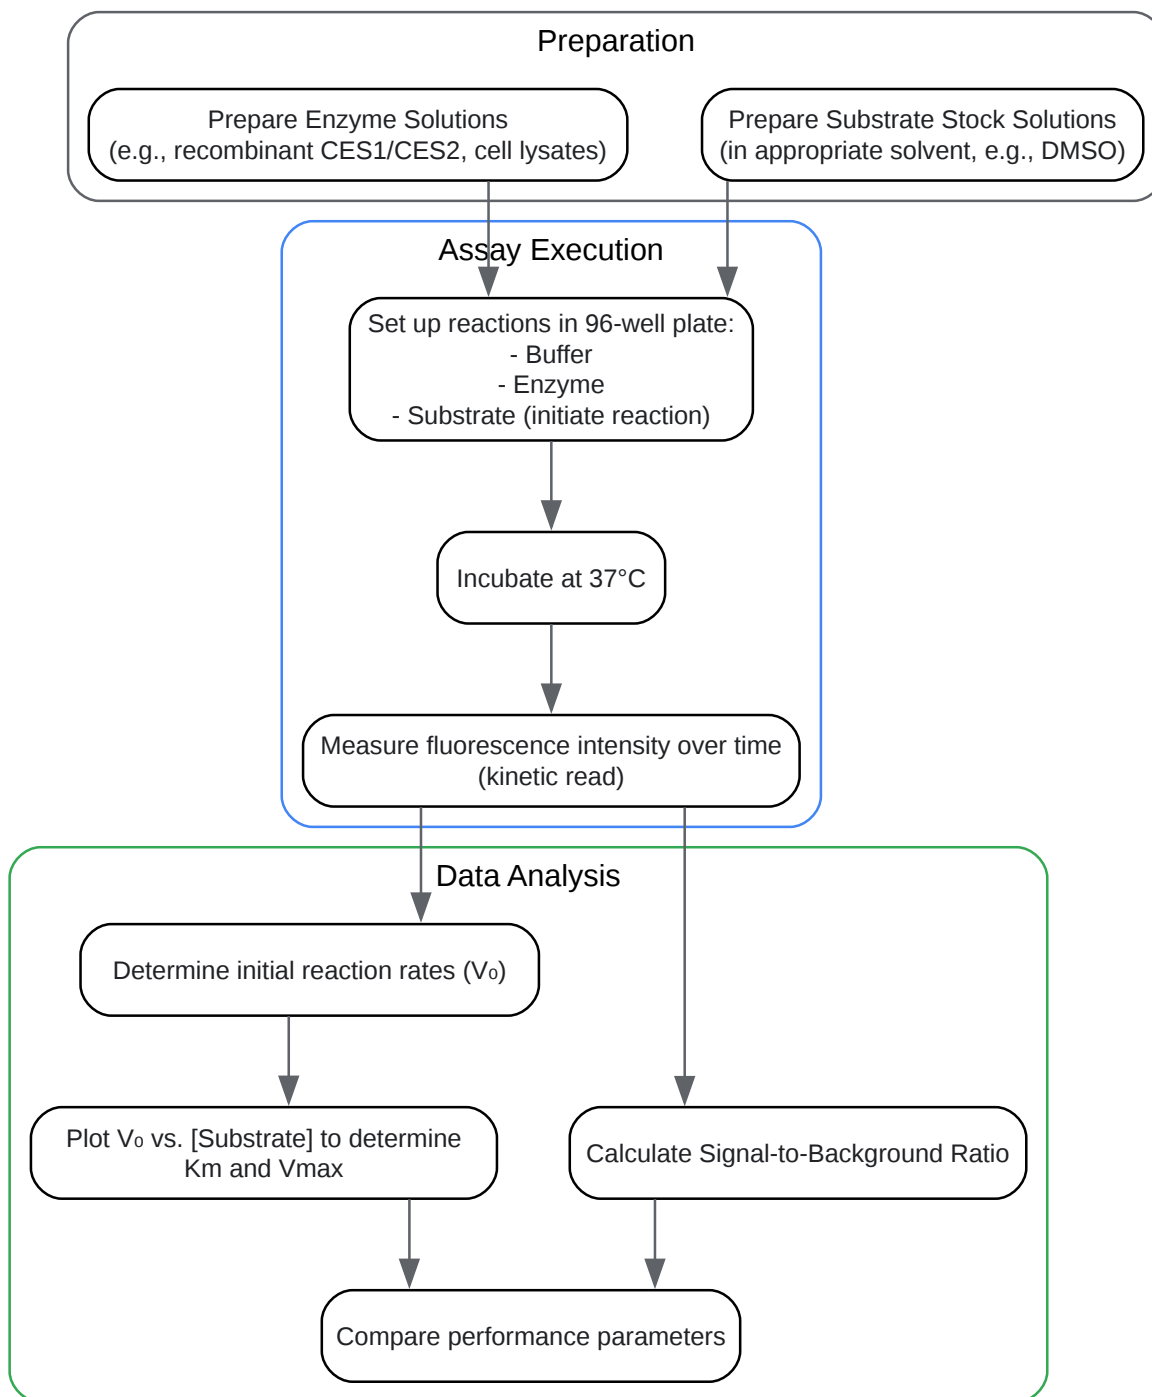 Preparation
Prepare Enzyme Solutions
(e.g., recombinant CES1/CES2, cell lysates)
Prepare Substrate Stock Solutions
(in appropriate solvent, e.g., DMSO)
Assay Execution
Set up reactions in 96-well plate:
- Buffer
- Enzyme
- Substrate (initiate reaction)
Incubate at 37°C
Measure fluorescence intensity over time
(kinetic read)
Data Analysis
Determine initial reaction rates (V₀)
Plot V₀ vs. [Substrate] to determine
Km and Vmax
Calculate Signal-to-Background Ratio
Compare performance parameters